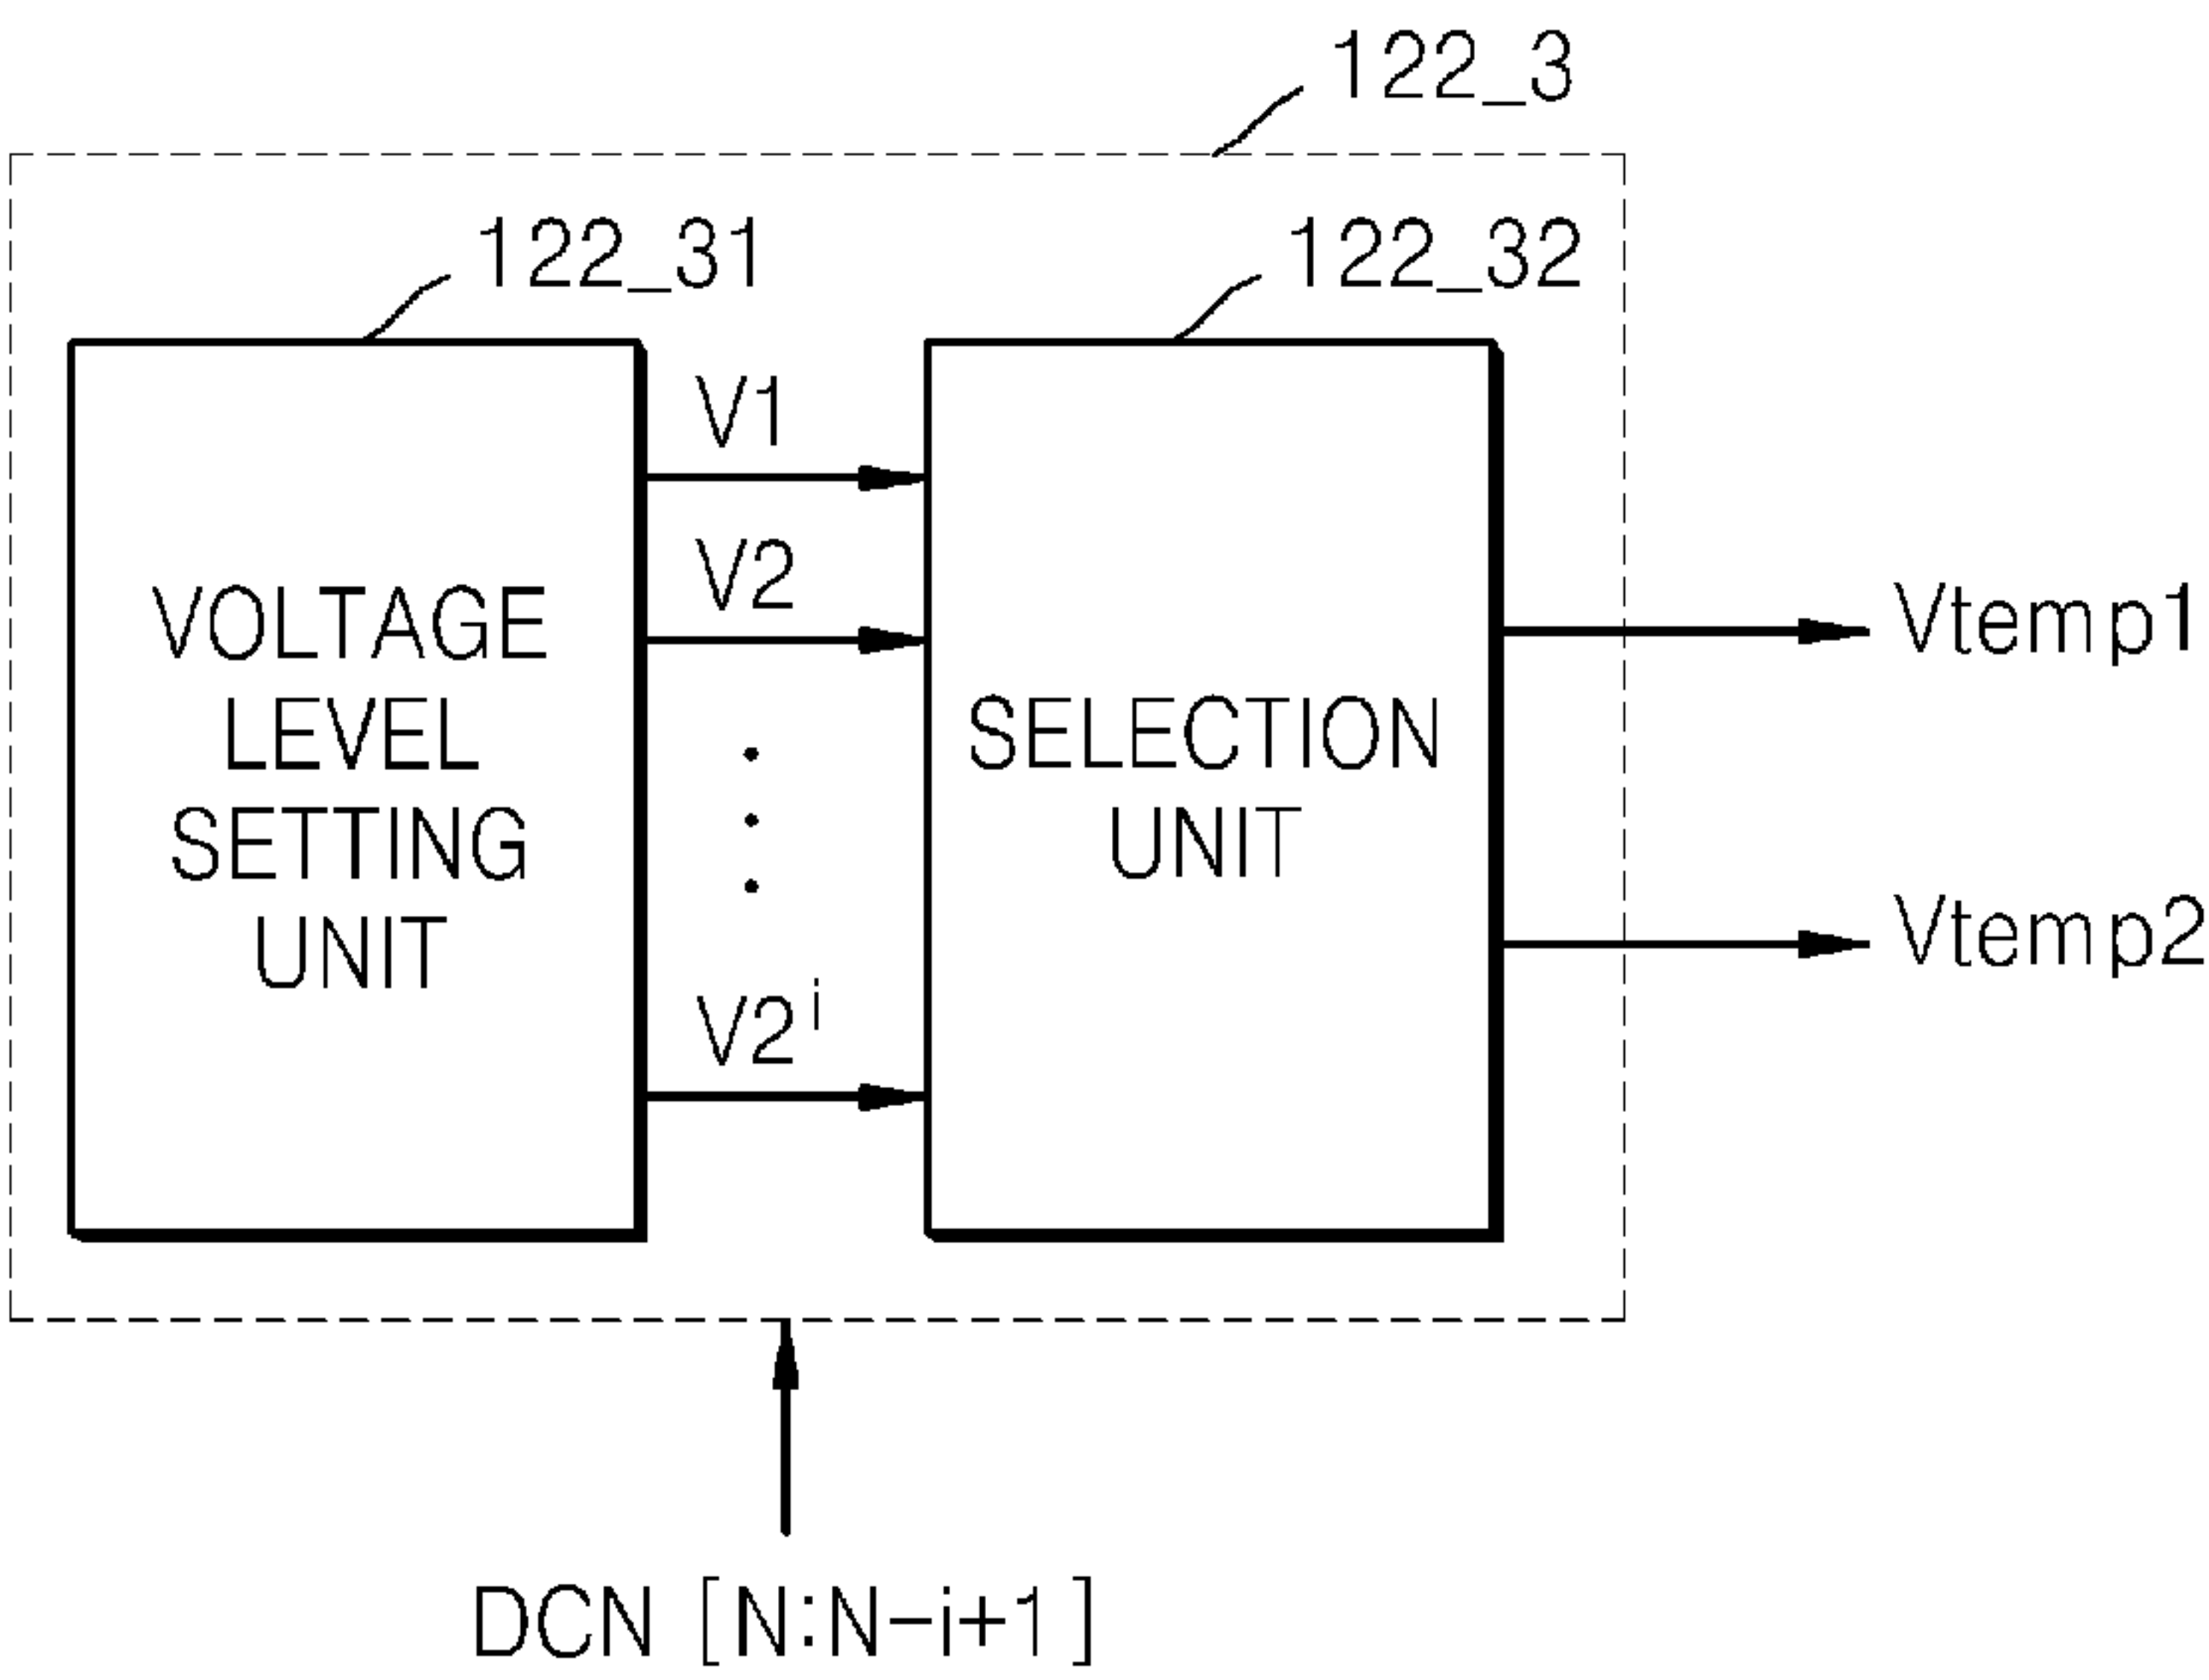 122_3
122_31
122_32
V1
V2
V2^i
VOLTAGE
LEVEL
SETTING
UNIT
SELECTION
UNIT
Vtemp1
Vtemp2
DCN [N:N-i+1]